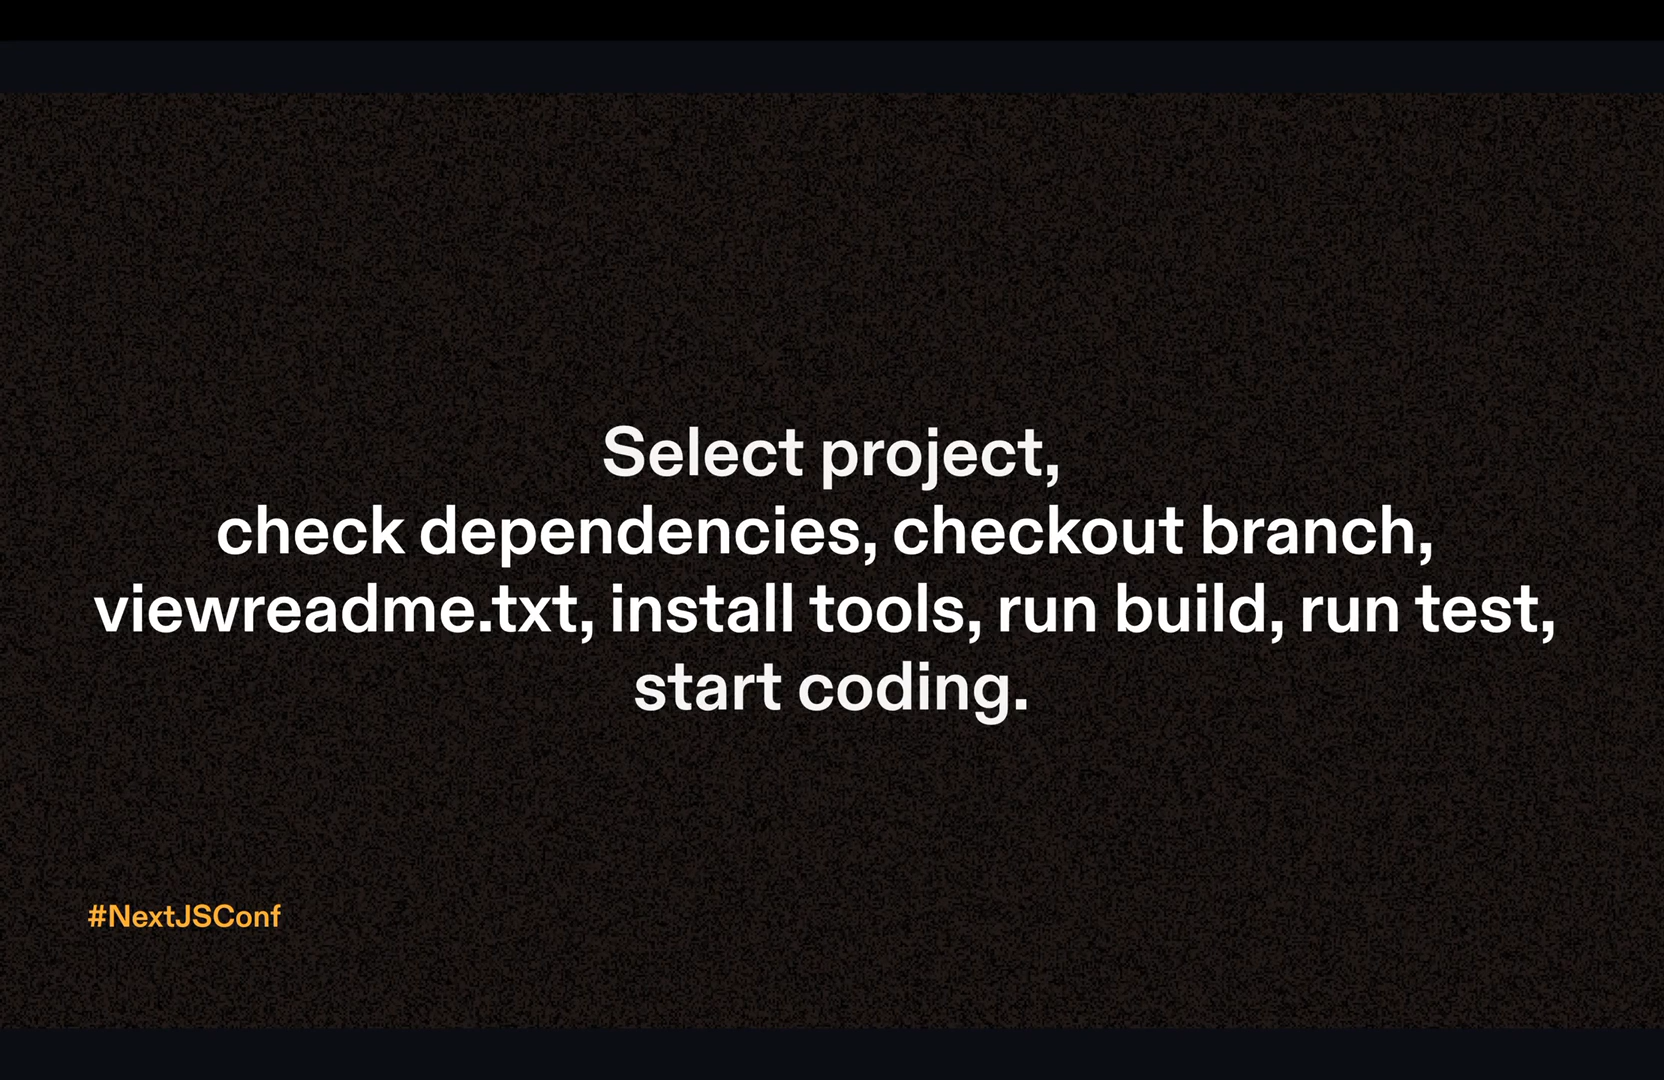 Select project,
check dependencies, checkout branch,
viewreadme.txt, install tools, run build, run test,
start coding.
#NextJSConf